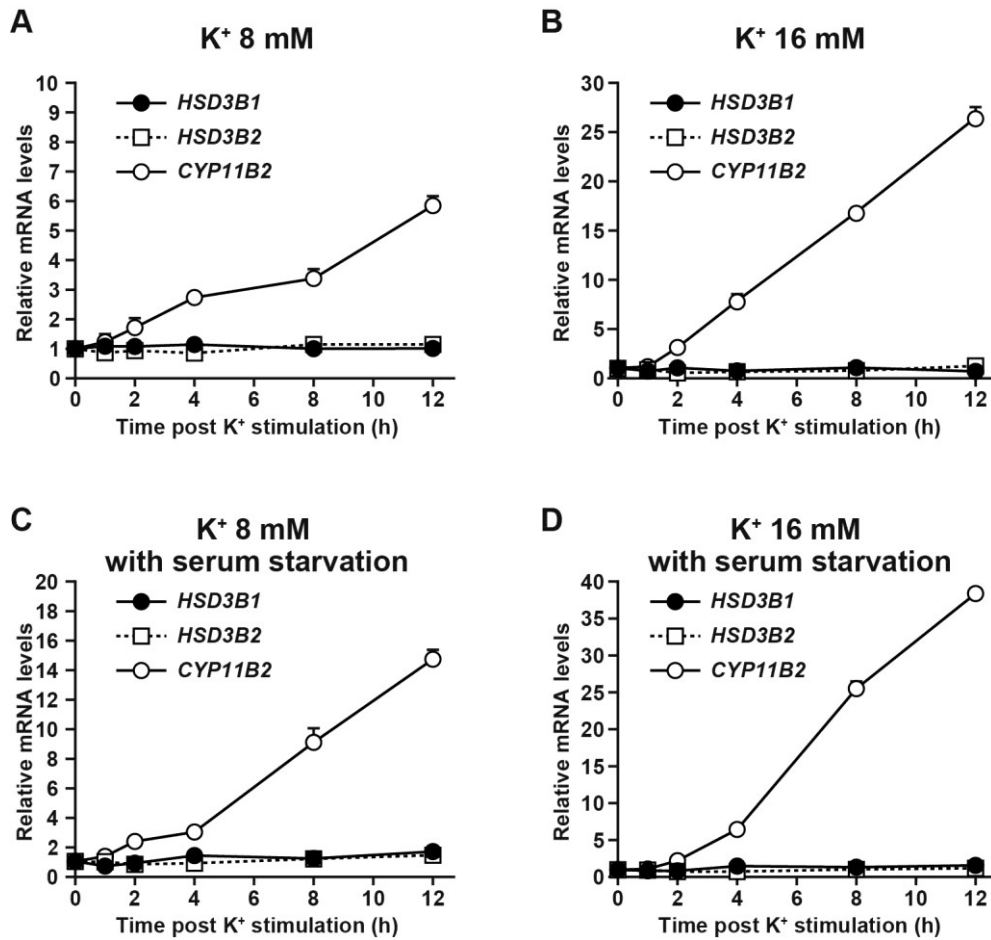 A
K⁺ 8 mM
Relative mRNA levels
10
9
8
7
6
5
4
3
2
1
0
HSD3B1
HSD3B2
CYP11B2
0 2 4 6 8 10 12
Time post K⁺ stimulation (h)
B
K⁺ 16 mM
Relative mRNA levels
30
25
20
15
10
5
0
HSD3B1
HSD3B2
CYP11B2
0 2 4 6 8 10 12
Time post K⁺ stimulation (h)
C
K⁺ 8 mM
with serum starvation
Relative mRNA levels
20
18
16
14
12
10
8
6
4
2
0
HSD3B1
HSD3B2
CYP11B2
0 2 4 6 8 10 12
Time post K⁺ stimulation (h)
D
K⁺ 16 mM
with serum starvation
Relative mRNA levels
40
35
30
25
20
15
10
5
0
HSD3B1
HSD3B2
CYP11B2
0 2 4 6 8 10 12
Time post K⁺ stimulation (h)